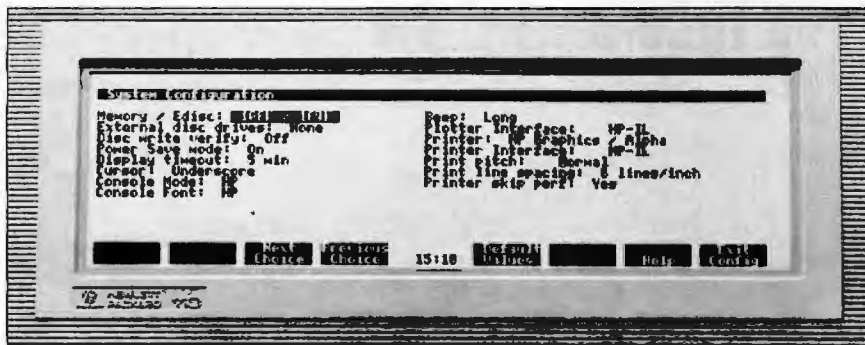 System Configuration
Memory / Edisc:
External disc drives: None
Disc write verify: Off
Power Save mode: On
Display timeout: 5 min
Cursor: Underscore
Console Mode: HP
Console Font: HP
Beep: Long
Plotter Interface: HP-IL
Printer: HP Graphics / Alpha
Printer Interface: HP-IL
Print pitch: Normal
Print line spacing: 6 lines/inch
Printer skip perf: Yes
Next Choice
Previous Choice
15:18
Default Values
Help
Exit Config
HEWLETT PACKARD